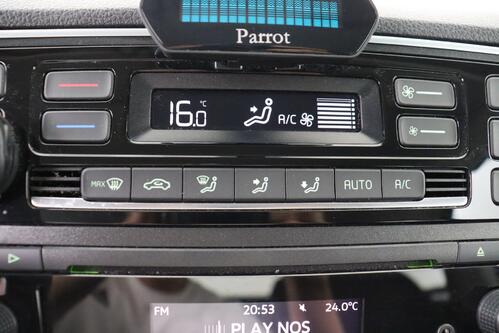 Parrot
16.0 °C A/C
MAX AUTO A/C
FM 20:53 24.0°C
PLAY NOS